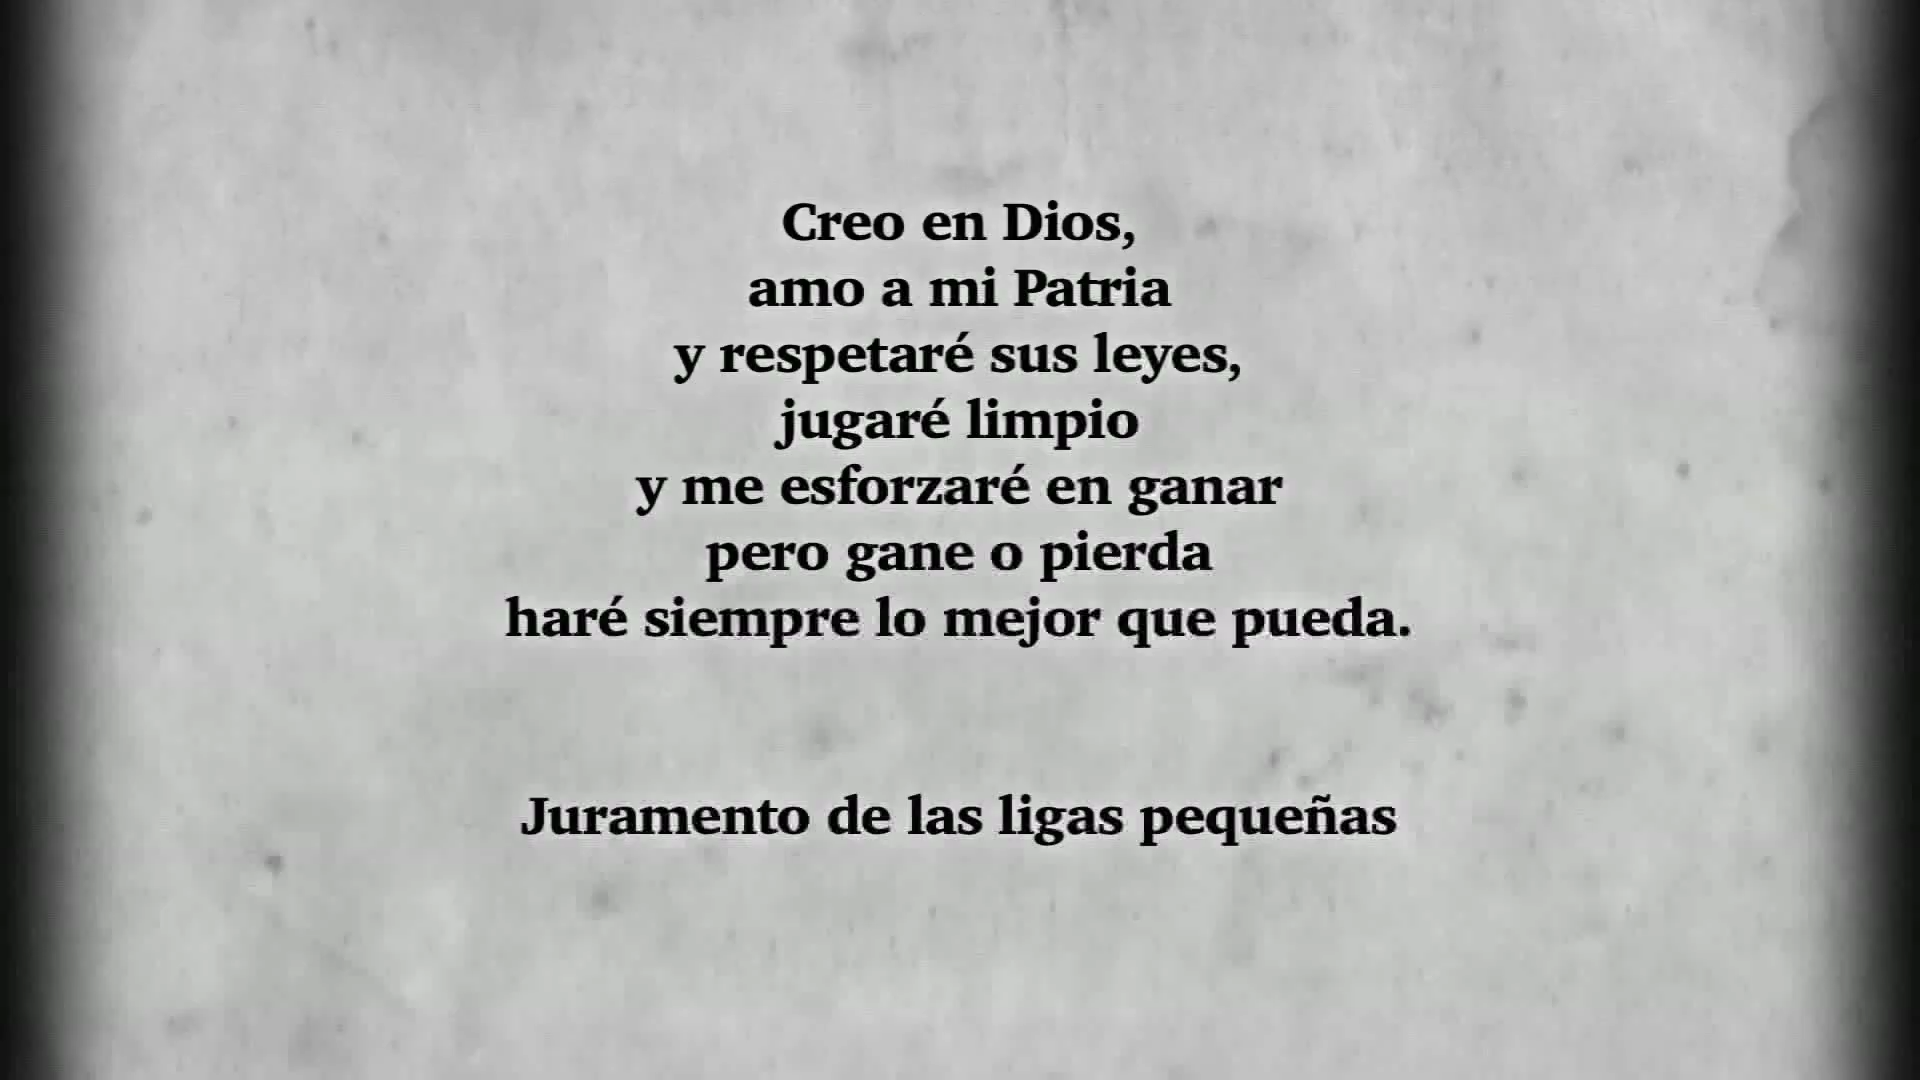 Creo en Dios,
amo a mi Patria
y respetaré sus leyes,
jugaré limpio
y me esforzaré en ganar
pero gane o pierda
haré siempre lo mejor que pueda.
Juramento de las ligas pequeñas